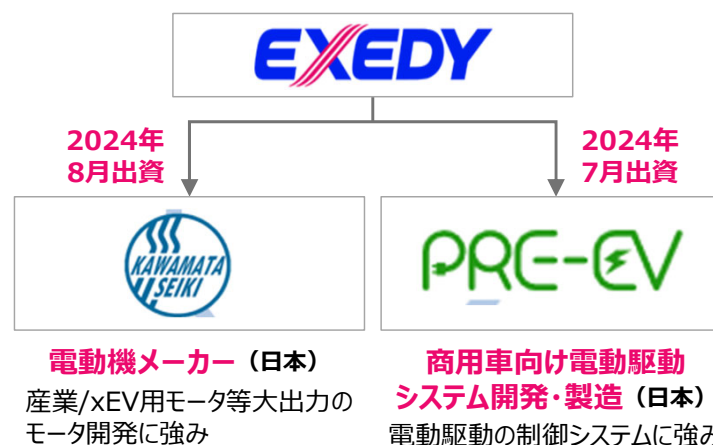 EXEDY
2024年
8月出資
2024年
7月出資
KAWAMATA
SEIKI
PRE-EV
電動機メーカー（日本）
産業/xEV用モータ等大出力の
モータ開発に強み
商用車向け電動駆動
システム開発・製造（日本）
電動駆動の制御システムに強み